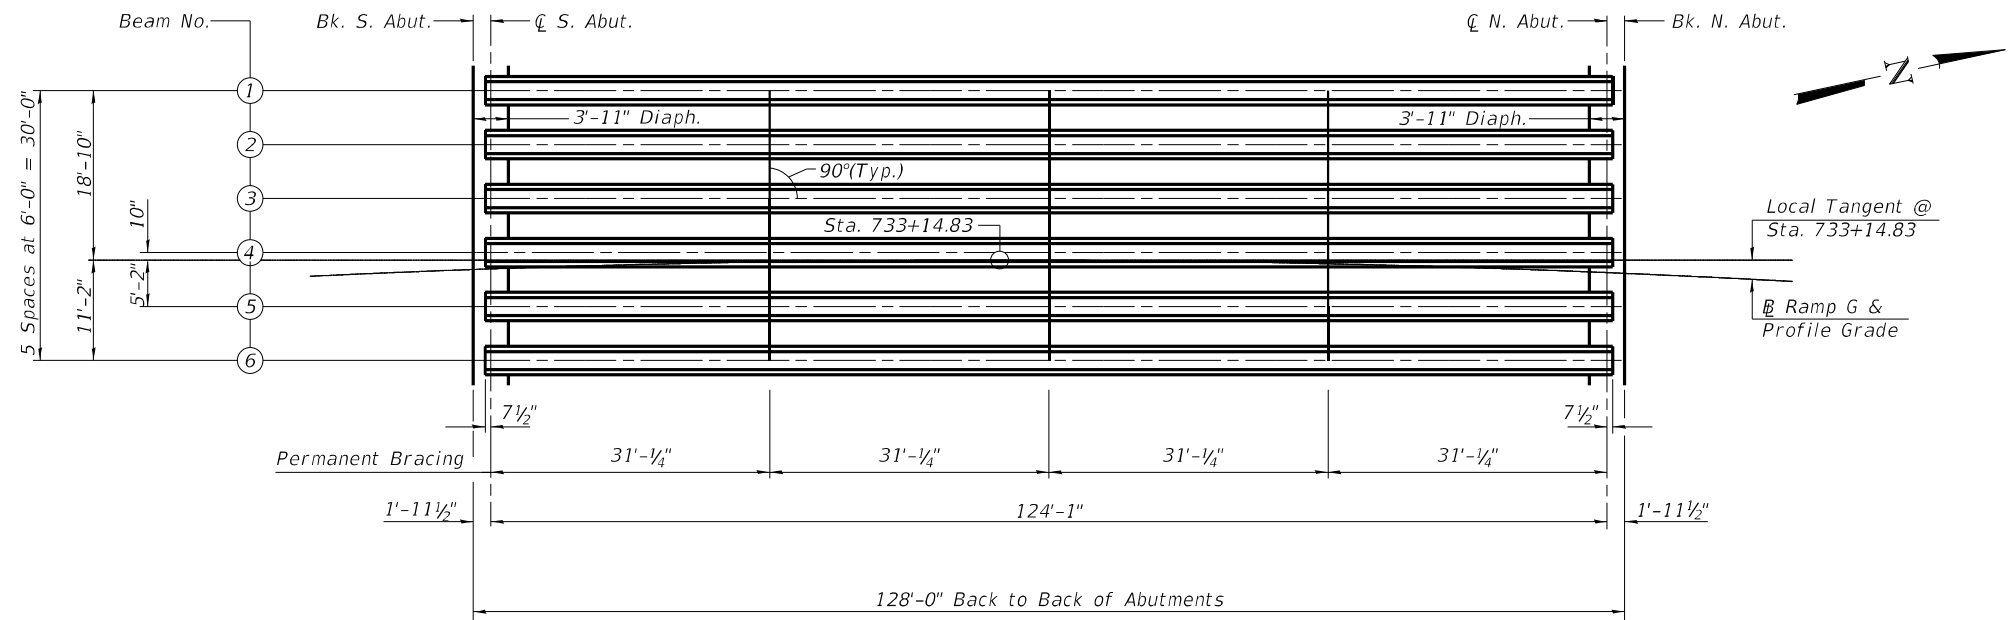 Beam No.
Bk. S. Abut.
℄ S. Abut.
℄ N. Abut.
Bk. N. Abut.
N
1
2
3
4
5
6
5 Spaces at 6'-0" = 30'-0"
18'-10"
11'-2"
10"
5'-2"
3'-11" Diaph.
3'-11" Diaph.
90°(Typ.)
Sta. 733+14.83
Local Tangent @
Sta. 733+14.83
BL Ramp G &
Profile Grade
7½"
7½"
Permanent Bracing
31'-¼"
31'-¼"
31'-¼"
31'-¼"
1'-11½"
124'-1"
1'-11½"
128'-0" Back to Back of Abutments